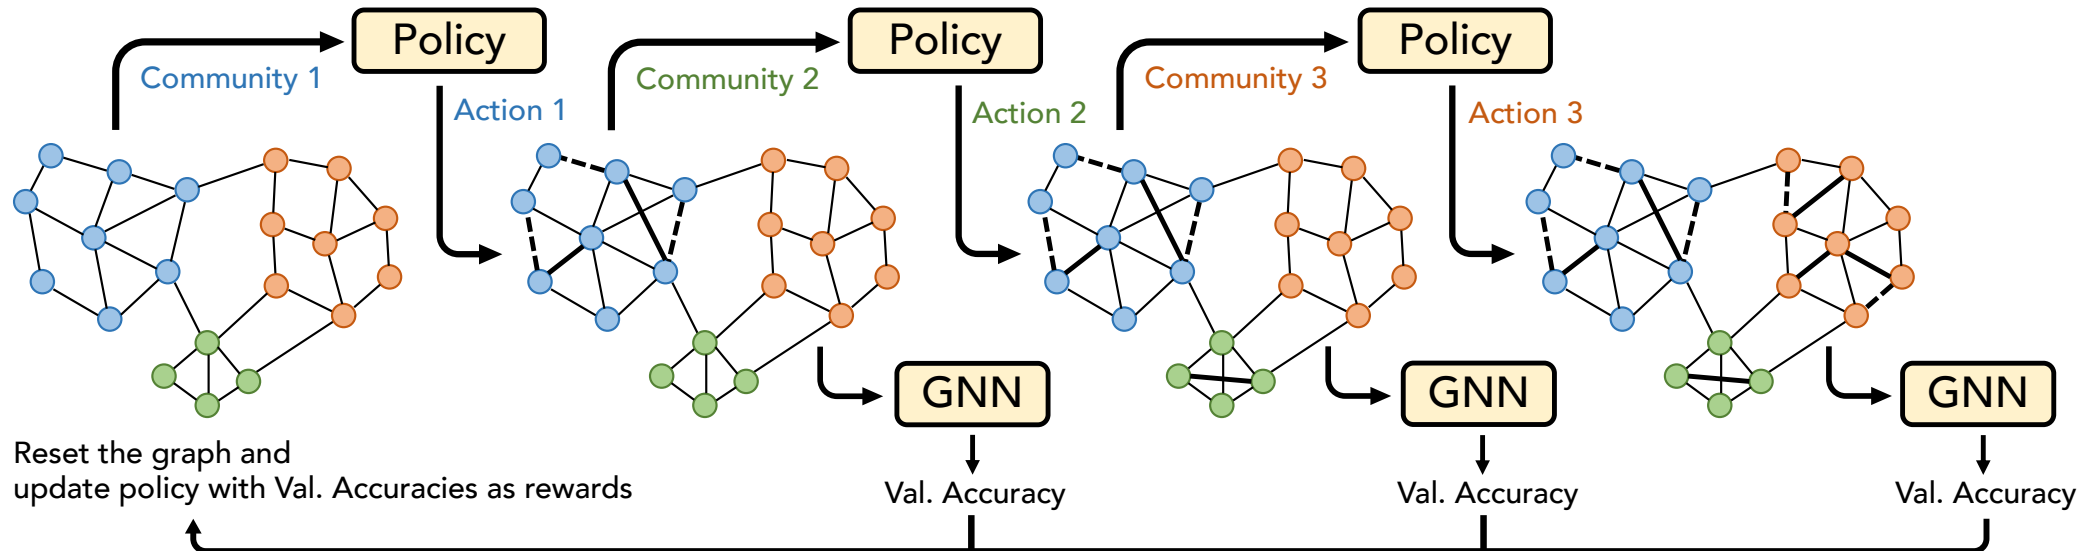 Policy
Policy
Policy
Community 1
Community 2
Community 3
Action 1
Action 2
Action 3
GNN
GNN
GNN
Reset the graph and
update policy with Val. Accuracies as rewards
Val. Accuracy
Val. Accuracy
Val. Accuracy